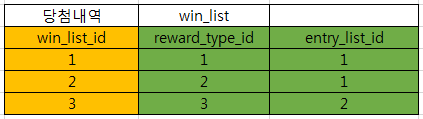 당첨내역 win_list
win_list_id reward_type_id entry_list_id
1 1 1
2 2 1
3 3 2